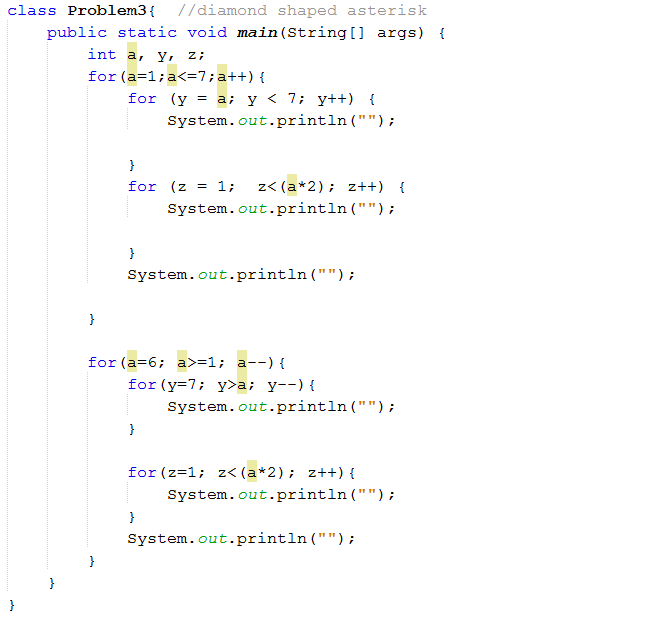 class Problem3{  //diamond shaped asterisk
    public static void main(String[] args) {
        int a, y, z;
        for(a=1;a<=7;a++){
            for (y = a; y < 7; y++) {
                System.out.println("");

            }
            for (z = 1;  z<(a*2); z++) {
                System.out.println("");

            }
            System.out.println("");

        }

        for(a=6; a>=1; a--){
            for(y=7; y>a; y--){
                System.out.println("");
            }

            for(z=1; z<(a*2); z++){
                System.out.println("");
            }
            System.out.println("");
        }
    }
}